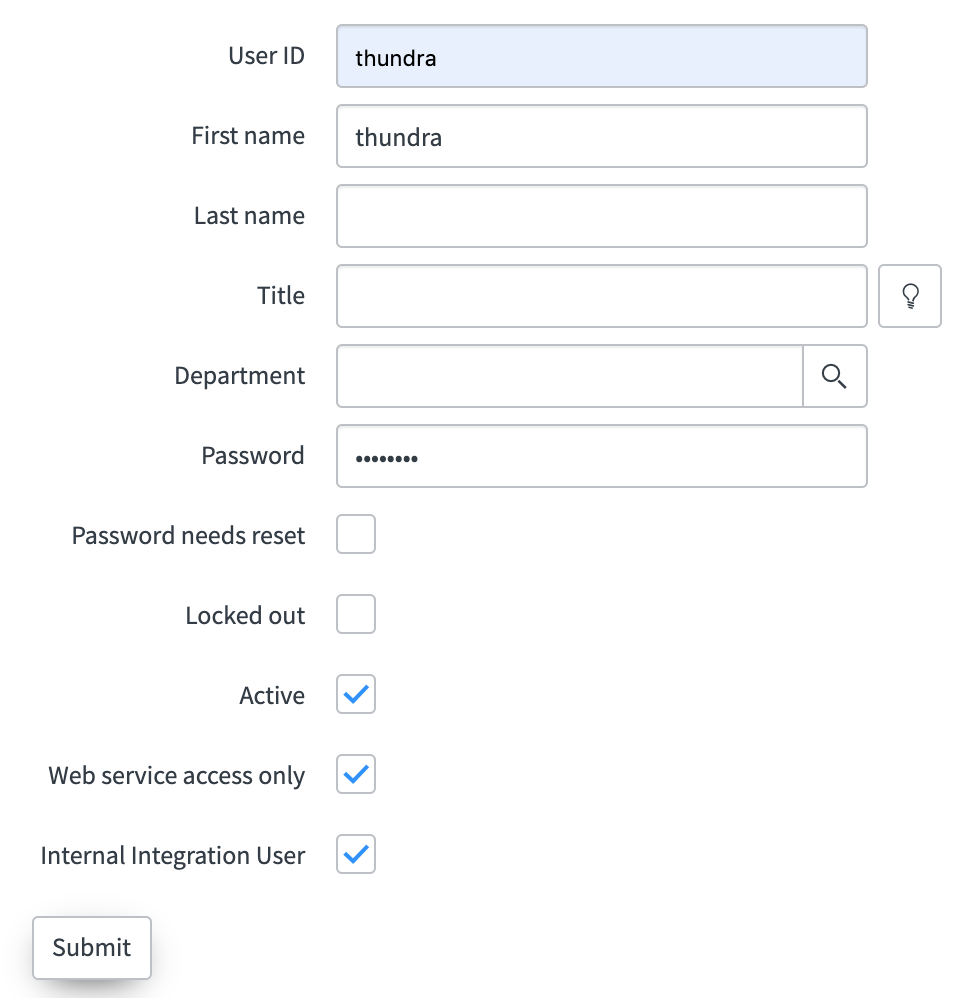 User ID thundra
First name thundra
Last name
Title
Department
Password ••••••••
Password needs reset
Locked out
Active
Web service access only
Internal Integration User
Submit